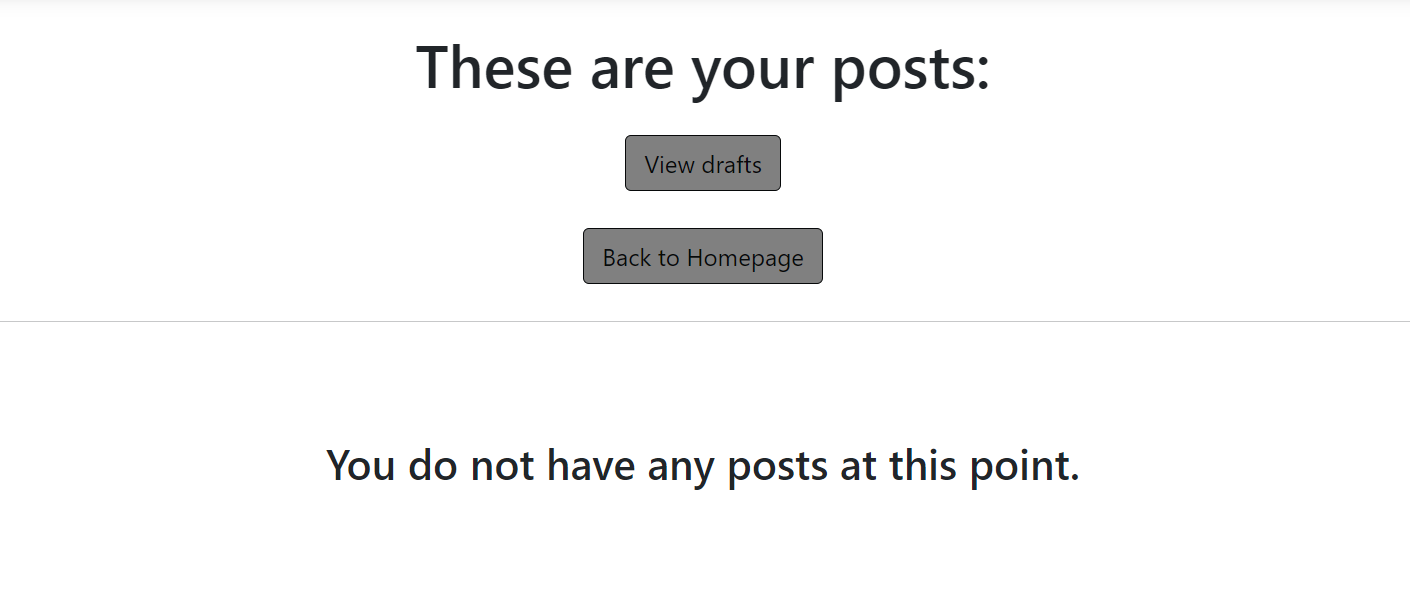 These are your posts:
View drafts
Back to Homepage
You do not have any posts at this point.